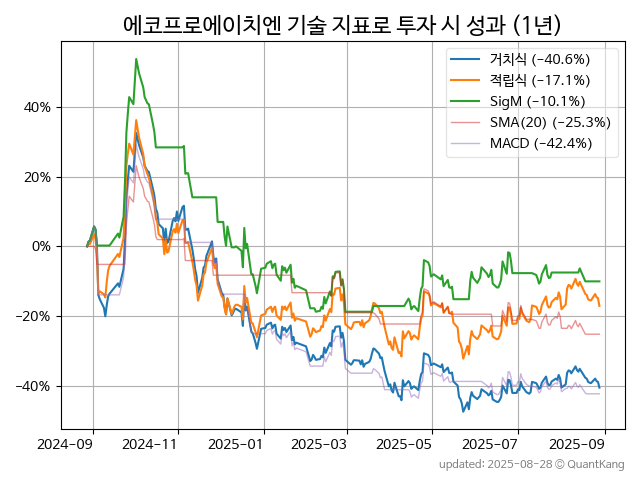 에코프로에이치엔 기술 지표로 투자 시 성과 (1년)
거치식 (−40.6%)
적립식 (−17.1%)
SigM (−10.1%)
SMA(20) (−25.3%)
MACD (−42.4%)
40%
20%
0%
−20%
−40%
2024-09 2024-11 2025-01 2025-03 2025-05 2025-07 2025-09
updated: 2025-08-28 © QuantKang